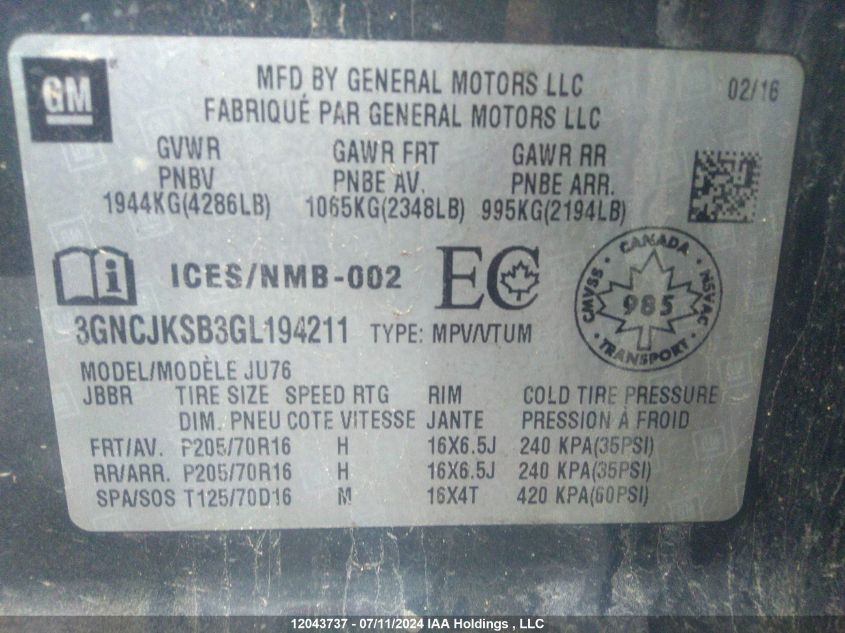 GM
MFD BY GENERAL MOTORS LLC 02/16
FABRIQUÉ PAR GENERAL MOTORS LLC
GVWR GAWR FRT GAWR RR
PNBV PNBE AV. PNBE ARR.
1944KG(4286LB) 1065KG(2348LB) 995KG(2194LB)
ICES/NMB-002 EC
CANADA
CMVSS 985 NSVAC
TRANSPORT
3GNCJKSB3GL194211 TYPE: MPV/VTUM
MODEL/MODÈLE JU76
JBBR TIRE SIZE SPEED RTG RIM COLD TIRE PRESSURE
DIM. PNEU COTE VITESSE JANTE PRESSION À FROID
FRT/AV. P205/70R16 H 16X6.5J 240 KPA(35PSI)
RR/ARR. P205/70R16 H 16X6.5J 240 KPA(35PSI)
SPA/SOS T125/70D16 M 16X4T 420 KPA(60PSI)
12043737 - 07/11/2024 IAA Holdings , LLC